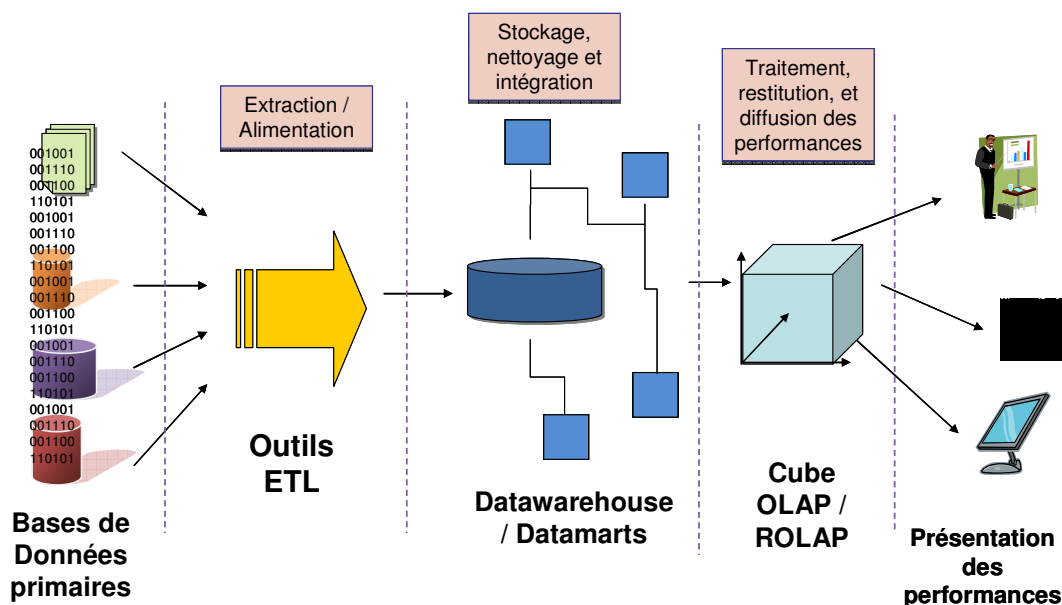 Stockage,
nettoyage et
intégration
Extraction /
Alimentation
Traitement,
restitution, et
diffusion des
performances
001001
001110
001100
110101
001001
001110
001100
110101
001001
001110
001100
110101
001001
001110
001100
110101
001001
001110
001100
110101
Outils
ETL
Bases de
Données
primaires
Datawarehouse
/ Datamarts
Cube
OLAP /
ROLAP
Présentation
des
performances